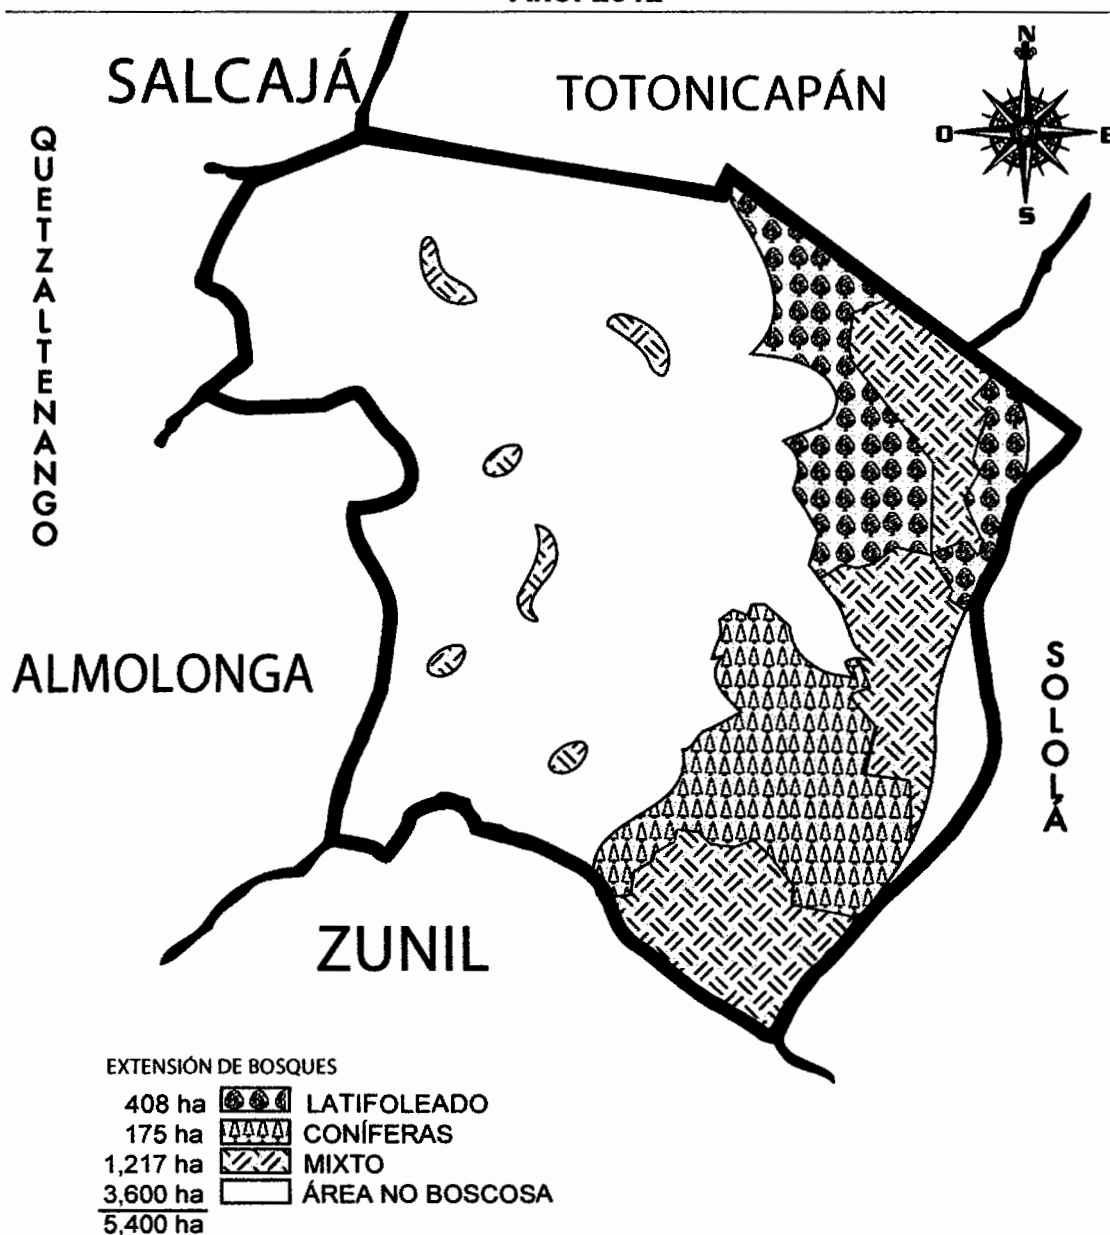 SALCAJÁ
TOTONICAPÁN
N
O
E
S
QUETZALTENANGO
ALMOLONGA
SOLOLÁ
ZUNIL
EXTENSIÓN DE BOSQUES
408 ha LATIFOLEADO
175 ha CONÍFERAS
1,217 ha MIXTO
3,600 ha ÁREA NO BOSCOSA
5,400 ha